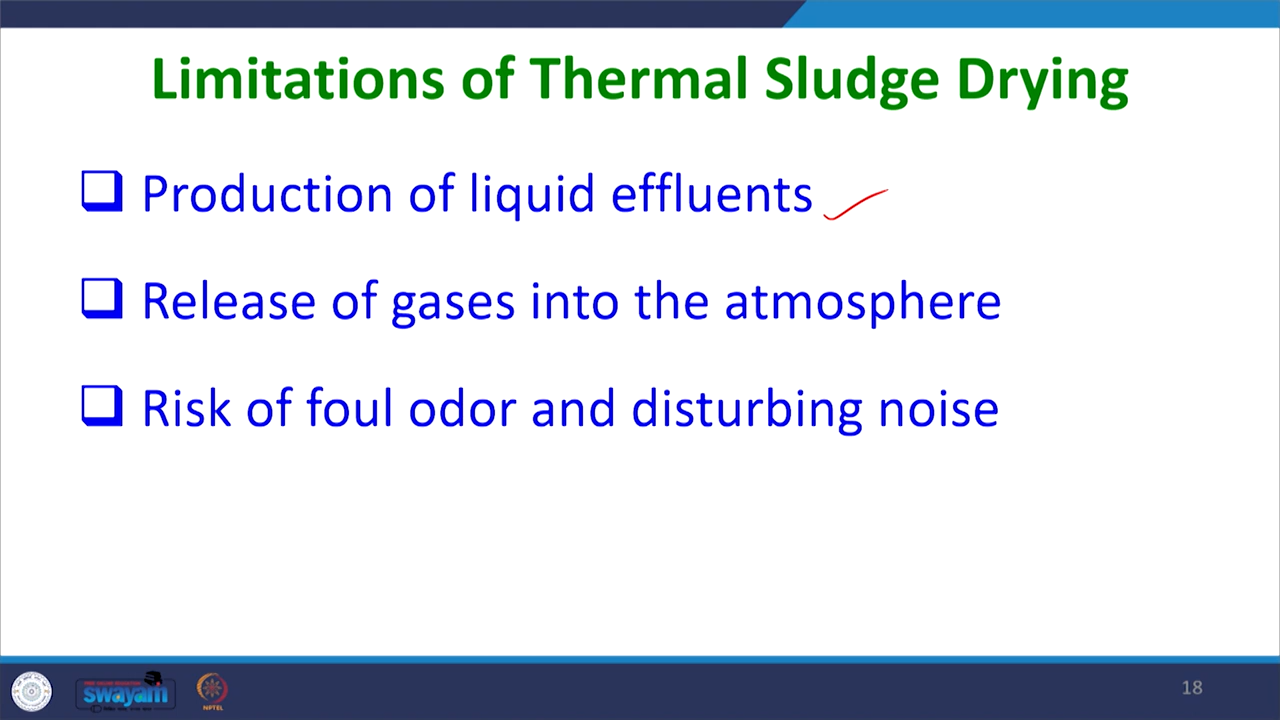 Limitations of Thermal Sludge Drying
Production of liquid effluents
Release of gases into the atmosphere
Risk of foul odor and disturbing noise
swayam
NPTEL
18